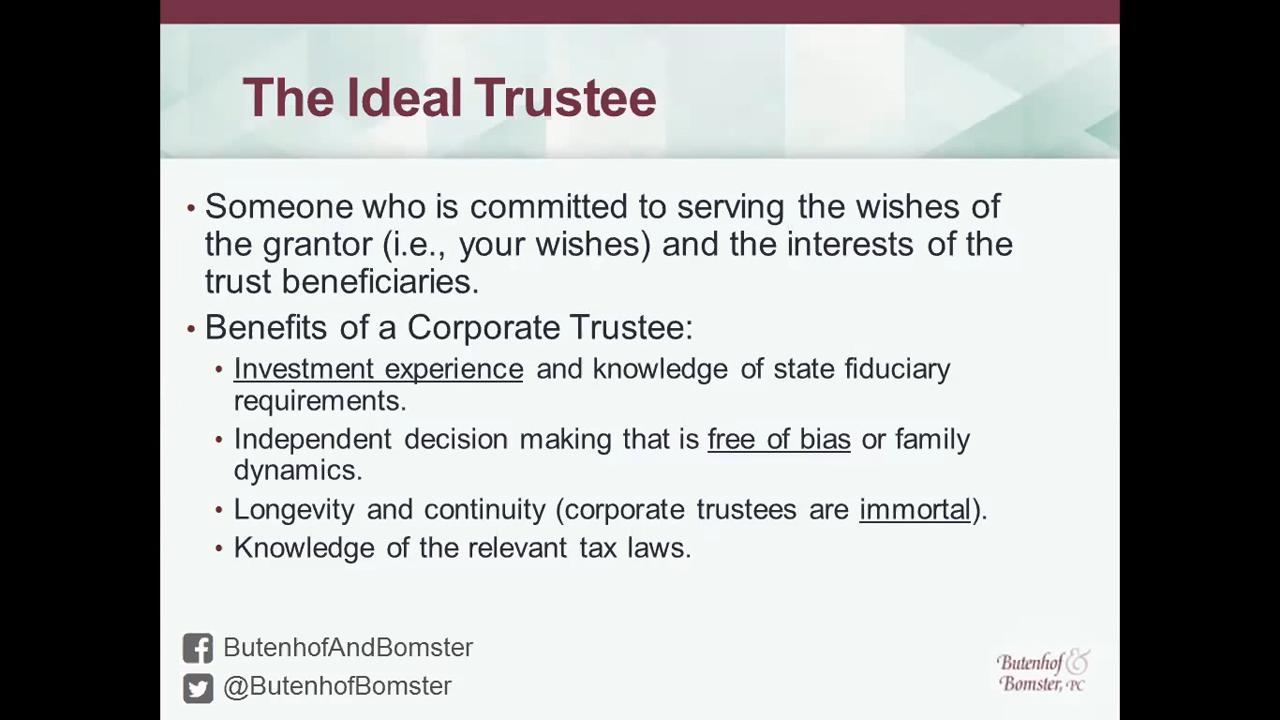 The Ideal Trustee
• Someone who is committed to serving the wishes of
the grantor (i.e., your wishes) and the interests of the
trust beneficiaries.
• Benefits of a Corporate Trustee:
• Investment experience and knowledge of state fiduciary
requirements.
• Independent decision making that is free of bias or family
dynamics.
• Longevity and continuity (corporate trustees are immortal).
• Knowledge of the relevant tax laws.
ButenhofAndBomster
@ButenhofBomster
Butenhof &
Bomster, PC